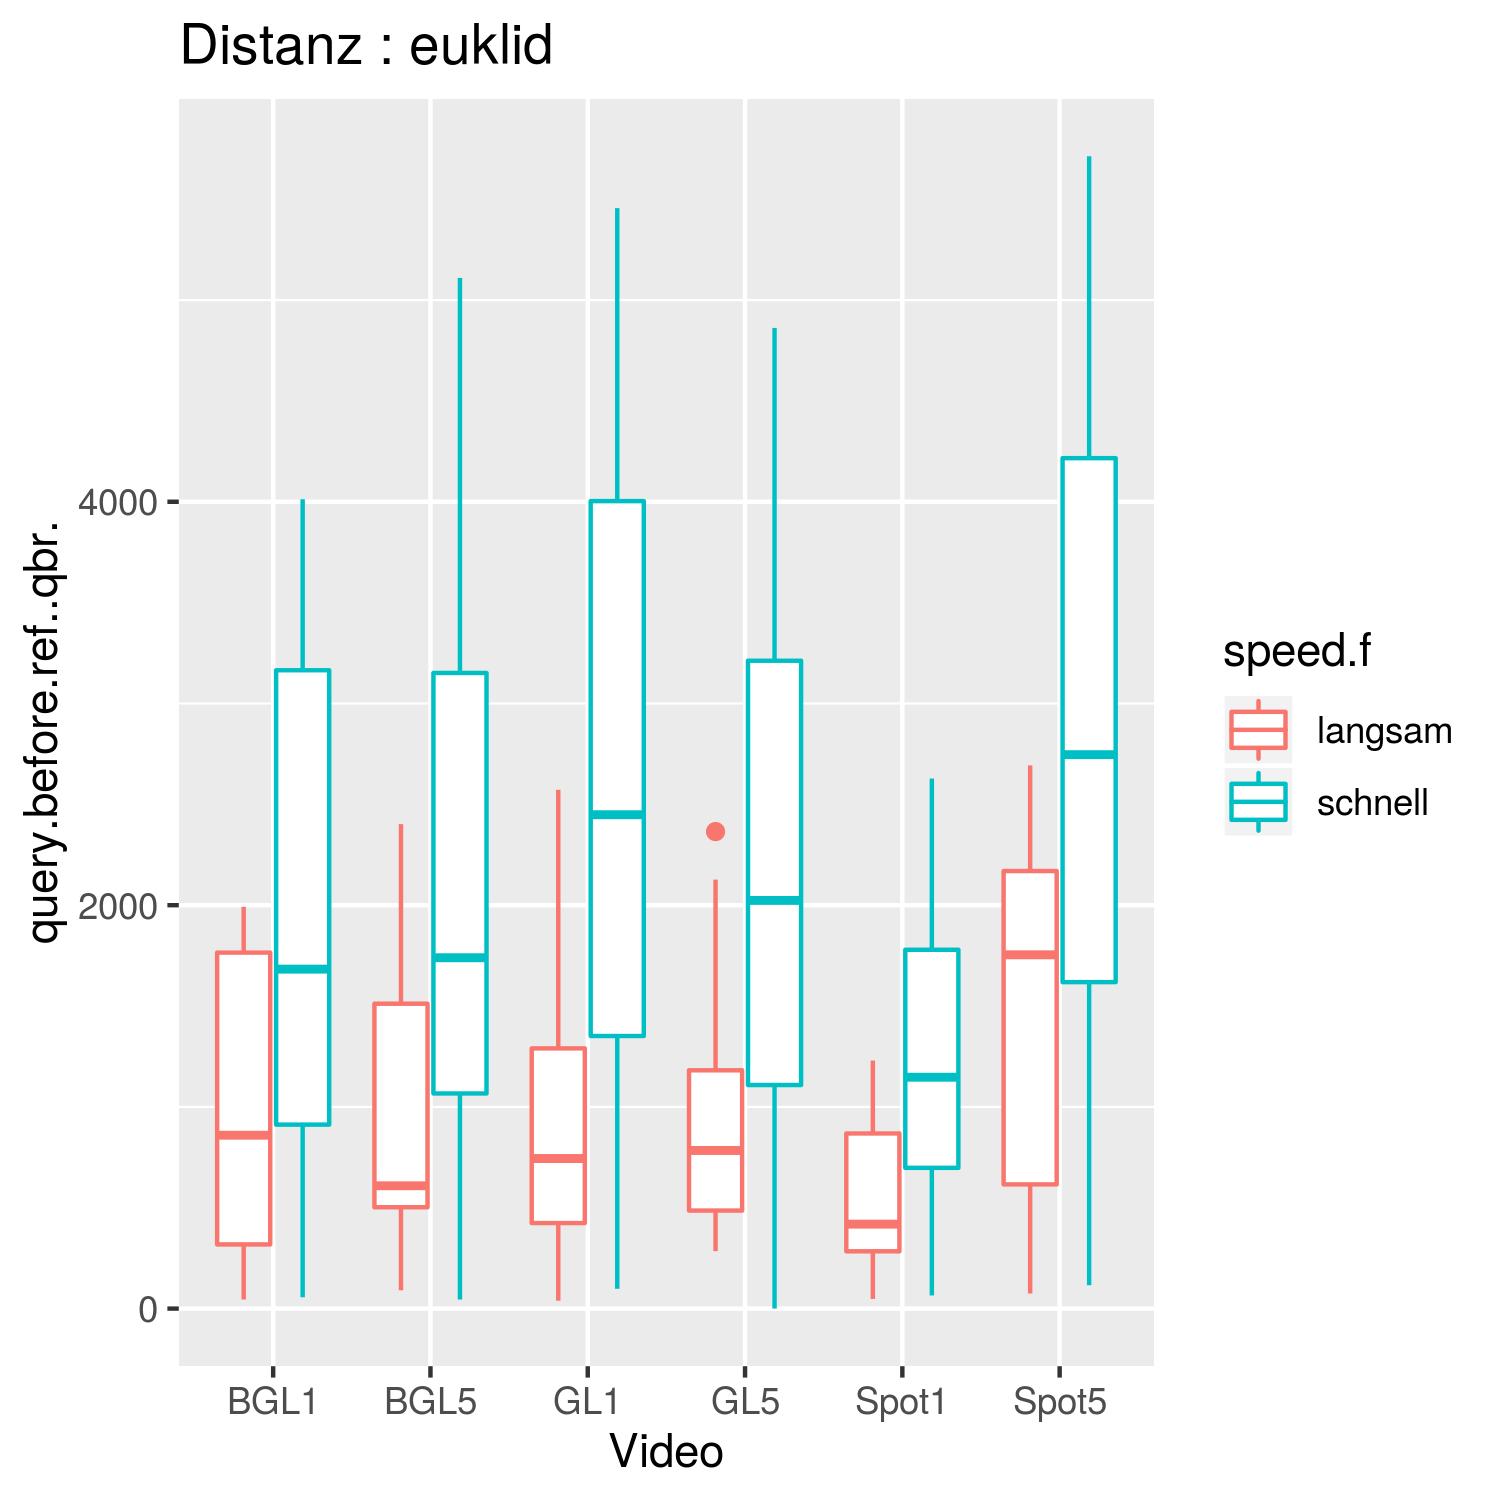 Distanz : euklid
query.before.ref..qbr.
4000
2000
0
BGL1 BGL5 GL1 GL5 Spot1 Spot5
Video
speed.f
langsam
schnell